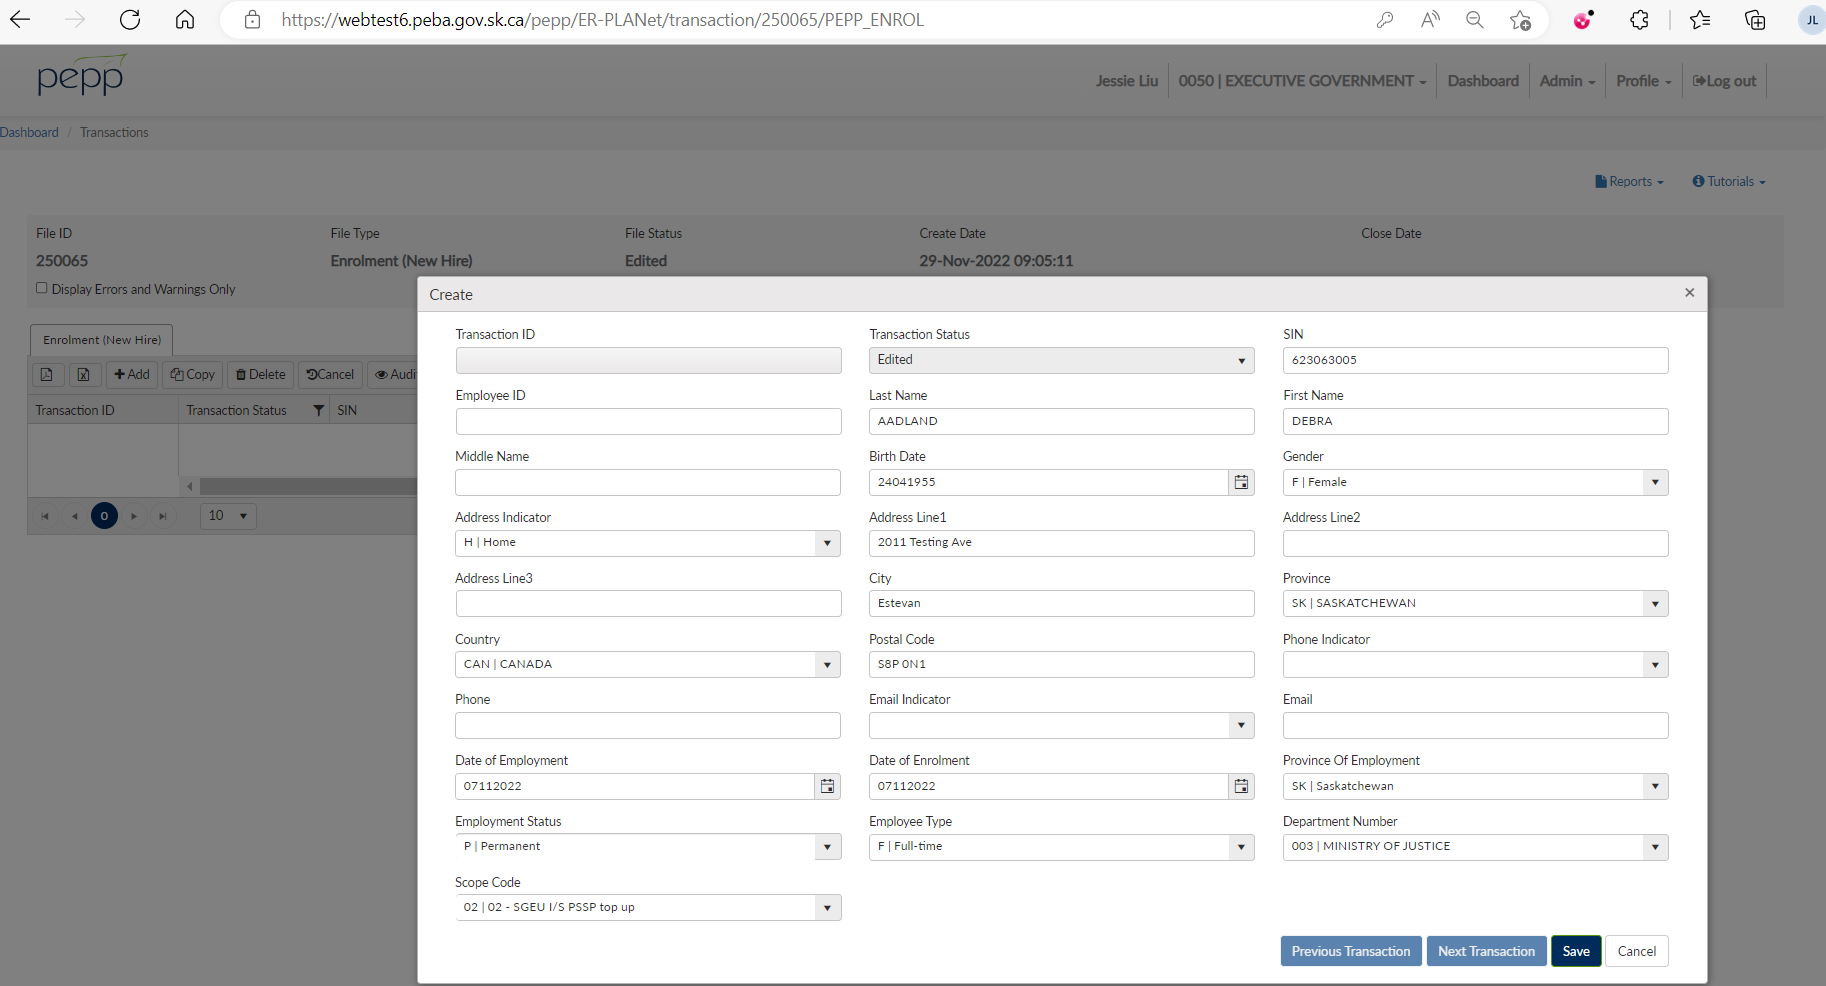 https://webtest6.peba.gov.sk.ca/pepp/ER-PLANet/transaction/250065/PEPP_ENROL
JL
pepp
Jessie Liu
0050 | EXECUTIVE GOVERNMENT
Dashboard
Admin
Profile
Log out
Dashboard / Transactions
Reports
Tutorials
File ID
File Type
File Status
Create Date
Close Date
250065
Enrolment (New Hire)
Edited
29-Nov-2022 09:05:11
Display Errors and Warnings Only
Enrolment (New Hire)
Add
Copy
Delete
Cancel
Audi
Transaction ID
Transaction Status
SIN
0
10
Create
Transaction ID
Transaction Status
SIN
Edited
623063005
Employee ID
Last Name
First Name
AADLAND
DEBRA
Middle Name
Birth Date
Gender
24041955
F | Female
Address Indicator
Address Line1
Address Line2
H | Home
2011 Testing Ave
Address Line3
City
Province
Estevan
SK | SASKATCHEWAN
Country
Postal Code
Phone Indicator
CAN | CANADA
S8P 0N1
Phone
Email Indicator
Email
Date of Employment
Date of Enrolment
Province Of Employment
07112022
07112022
SK | Saskatchewan
Employment Status
Employee Type
Department Number
P | Permanent
F | Full-time
003 | MINISTRY OF JUSTICE
Scope Code
02 | 02 - SGEU I/S PSSP top up
Previous Transaction
Next Transaction
Save
Cancel